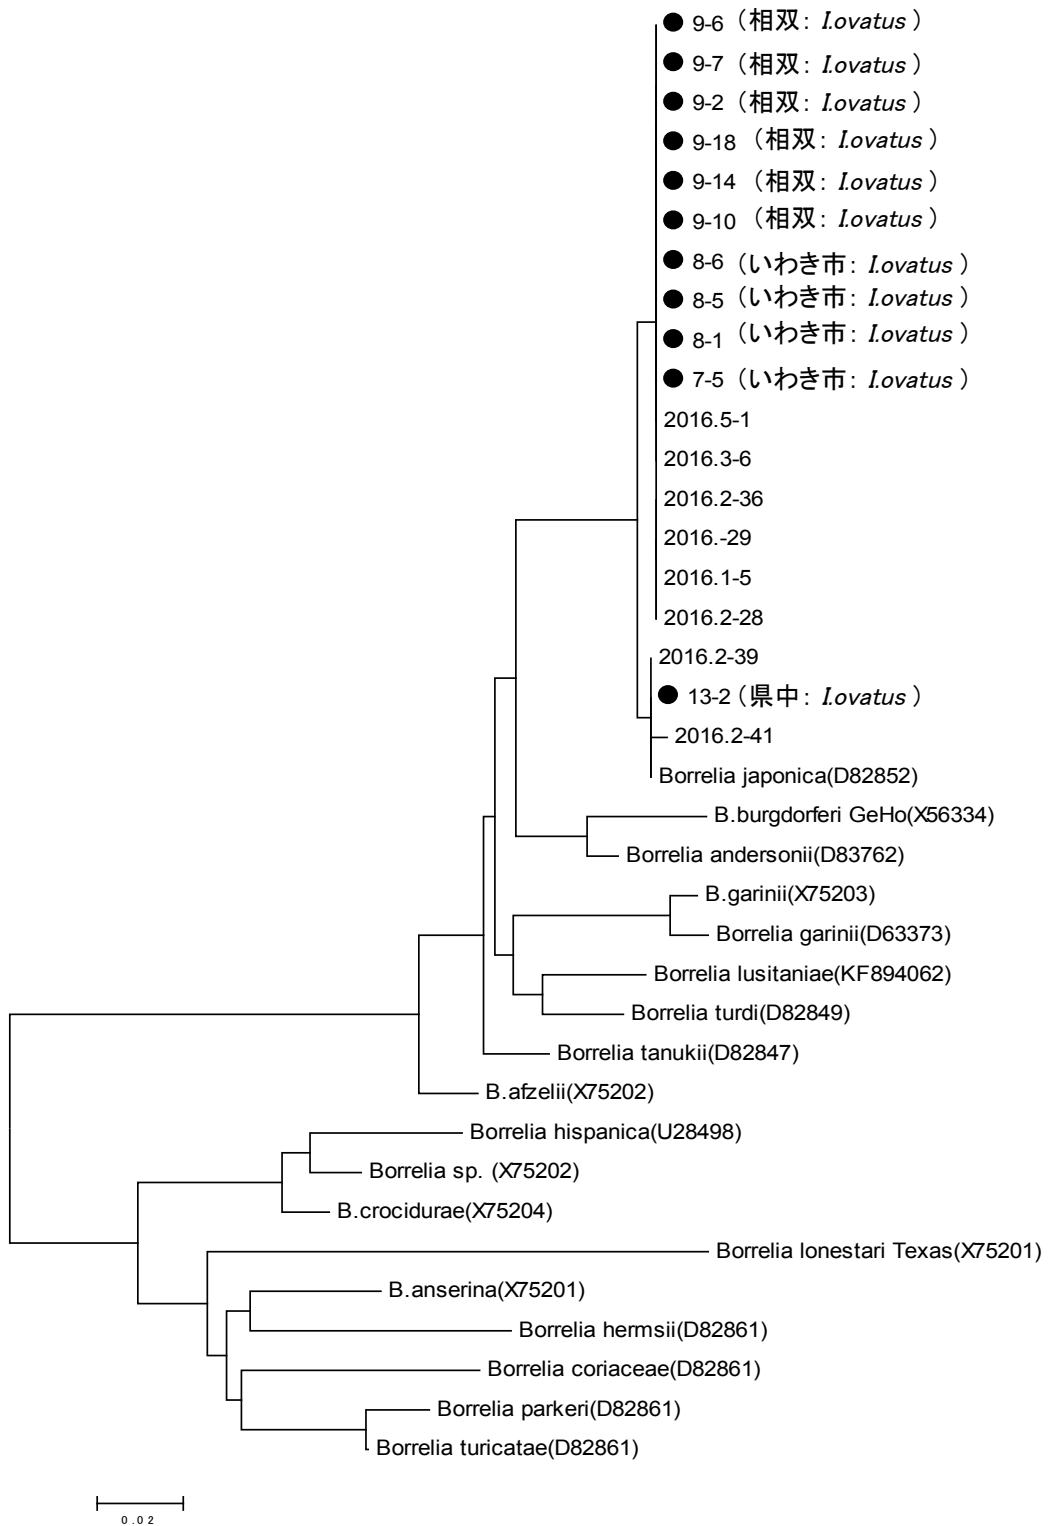 9-6 (相双: I.ovatus )
9-7 (相双: I.ovatus )
9-2 (相双: I.ovatus )
9-18 (相双: I.ovatus )
9-14 (相双: I.ovatus )
9-10 (相双: I.ovatus )
8-6 (いわき市: I.ovatus )
8-5 (いわき市: I.ovatus )
8-1 (いわき市: I.ovatus )
7-5 (いわき市: I.ovatus )
2016.5-1
2016.3-6
2016.2-36
2016.-29
2016.1-5
2016.2-28
2016.2-39
13-2 (県中: I.ovatus )
2016.2-41
Borrelia japonica(D82852)
B.burgdorferi GeHo(X56334)
Borrelia andersonii(D83762)
B.garinii(X75203)
Borrelia garinii(D63373)
Borrelia lusitaniae(KF894062)
Borrelia turdi(D82849)
Borrelia tanukii(D82847)
B.afzelii(X75202)
Borrelia hispanica(U28498)
Borrelia sp. (X75202)
B.crocidurae(X75204)
Borrelia lonestari Texas(X75201)
B.anserina(X75201)
Borrelia hermsii(D82861)
Borrelia coriaceae(D82861)
Borrelia parkeri(D82861)
Borrelia turicatae(D82861)
0.02